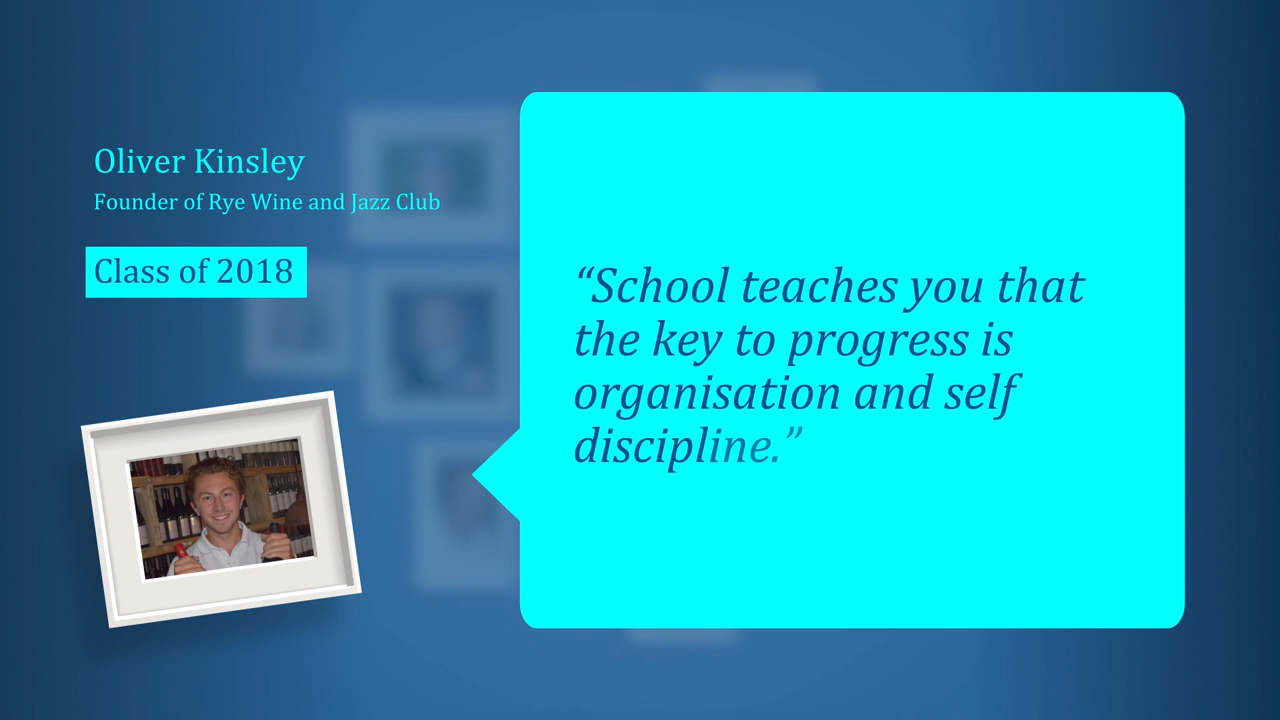 Oliver Kinsley
Founder of Rye Wine and Jazz Club
Class of 2018
“School teaches you that
the key to progress is
organisation and self
discipline.”